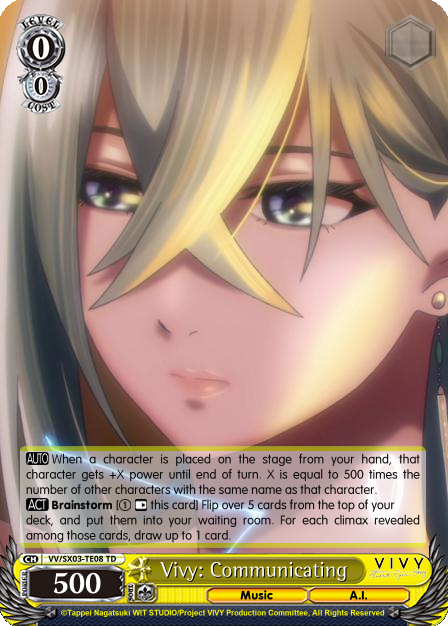 LEVEL
0
0
COST
AUTO When a character is placed on the stage from your hand, that
character gets +X power until end of turn. X is equal to 500 times the
number of other characters with the same name as that character.
ACT Brainstorm [① this card] Flip over 5 cards from the top of your
deck, and put them into your waiting room. For each climax revealed
among those cards, draw up to 1 card.
CH VV/SX03-TE08 TD
POWER 500 SOUL Vivy: Communicating VIVY
Music A.I.
©Tappei Nagatsuki WIT STUDIO/Project VIVY Production Committee, All Rights Reserved